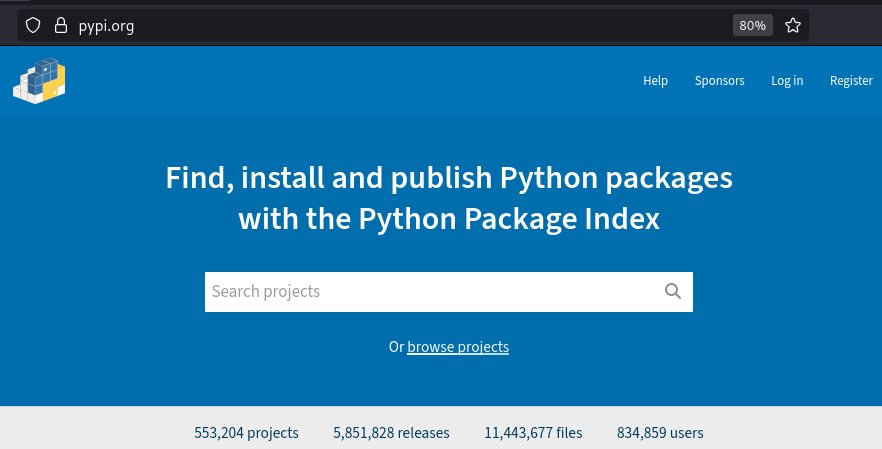 pypi.org 80%
Help Sponsors Log in Register
Find, install and publish Python packages
with the Python Package Index
Search projects
Or browse projects
553,204 projects 5,851,828 releases 11,443,677 files 834,859 users